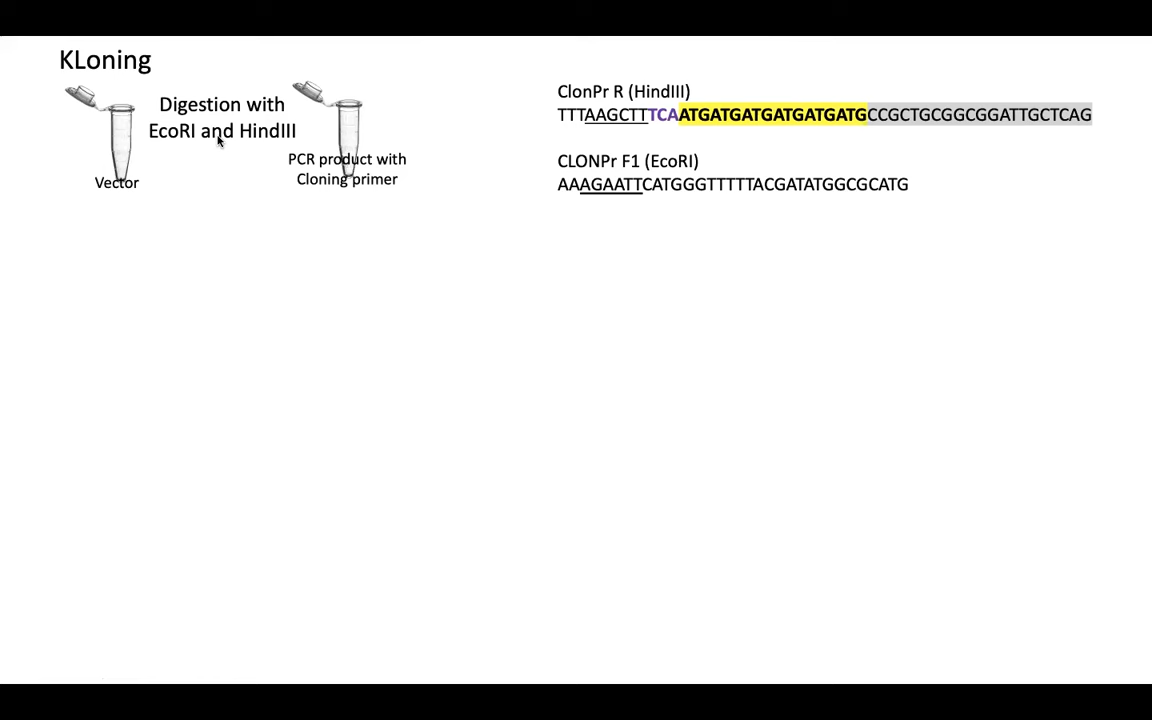 KLoning
Digestion with
EcoRI and HindIII
Vector
PCR product with
Cloning primer
ClonPr R (HindIII)
TTTAAGCTTTCAATGATGATGATGATGATGCCGCTGCGGCGGATTGCTCAG
CLONPr F1 (EcoRI)
AAAGAATTCATGGGTTTTTACGATATGGCGCATG